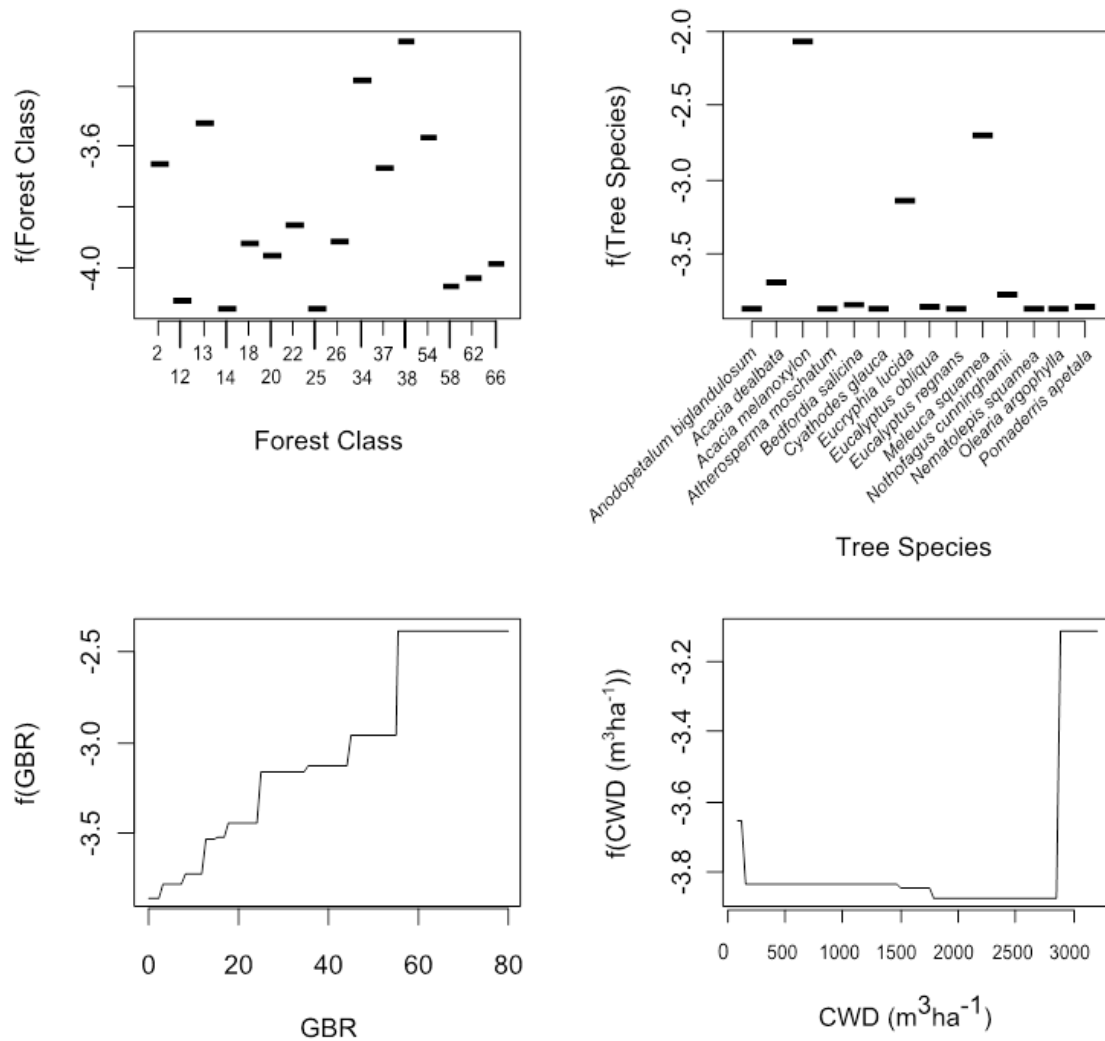 f(Forest Class)
-3.6
-4.0
2 13 18 22 26 37 54 62
12 14 20 25 34 38 58 66
Forest Class
f(Tree Species)
-2.0
-2.5
-3.0
-3.5
Anodopetalum biglandulosum
Acacia dealbata
Acacia melanoxylon
Atherosperma moschatum
Bedfordia salicina
Cyathodes glauca
Eucryphia lucida
Eucalyptus obliqua
Eucalyptus regnans
Meleuca squamea
Nothofagus cunninghamii
Nematolepis squamea
Olearia argophylla
Pomaderris apetala
Tree Species
f(GBR)
-2.5
-3.0
-3.5
0 20 40 60 80
GBR
f(CWD (m³ha⁻¹))
-3.2
-3.4
-3.6
-3.8
0 500 1000 1500 2000 2500 3000
CWD (m³ha⁻¹)